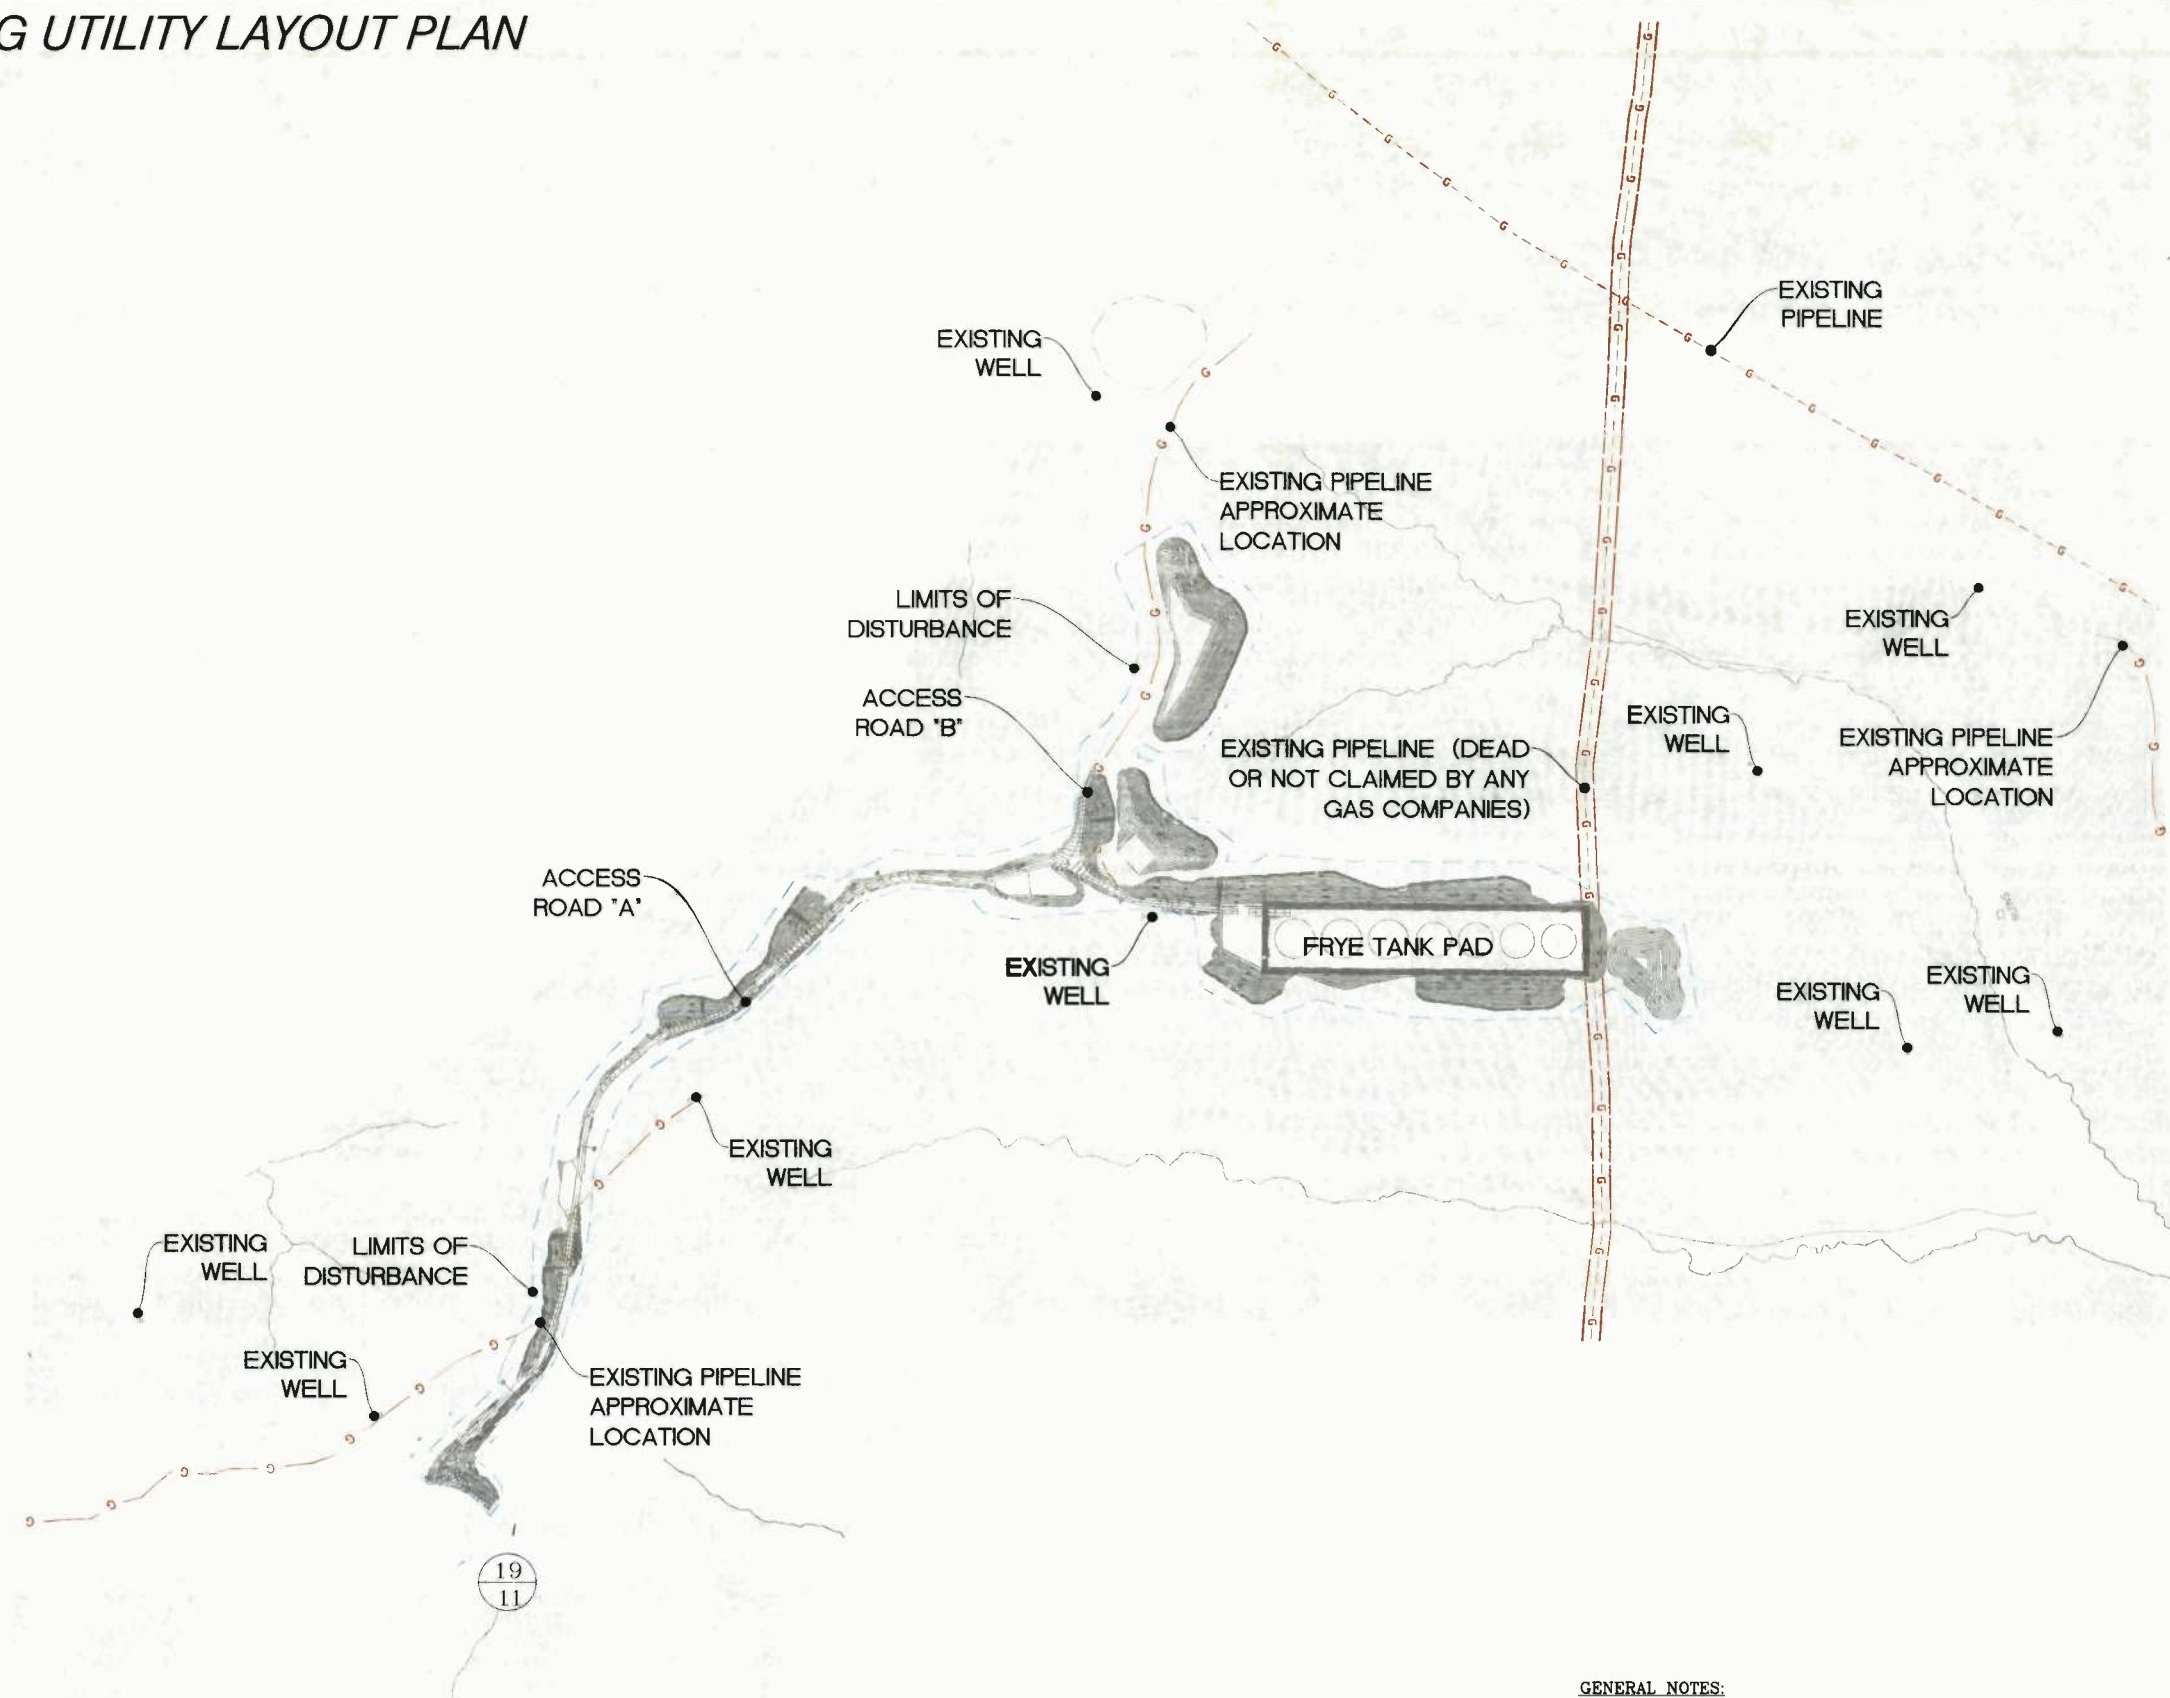 G UTILITY LAYOUT PLAN
EXISTING
PIPELINE
EXISTING
WELL
EXISTING PIPELINE
APPROXIMATE
LOCATION
LIMITS OF
DISTURBANCE
EXISTING
WELL
ACCESS
ROAD "B"
EXISTING
WELL
EXISTING PIPELINE (DEAD
OR NOT CLAIMED BY ANY
GAS COMPANIES)
EXISTING PIPELINE
APPROXIMATE
LOCATION
ACCESS
ROAD "A"
FRYE TANK PAD
EXISTING
WELL
EXISTING
WELL
EXISTING
WELL
EXISTING
WELL
EXISTING
WELL
LIMITS OF
DISTURBANCE
EXISTING
WELL
EXISTING PIPELINE
APPROXIMATE
LOCATION
19
11
GENERAL NOTES: